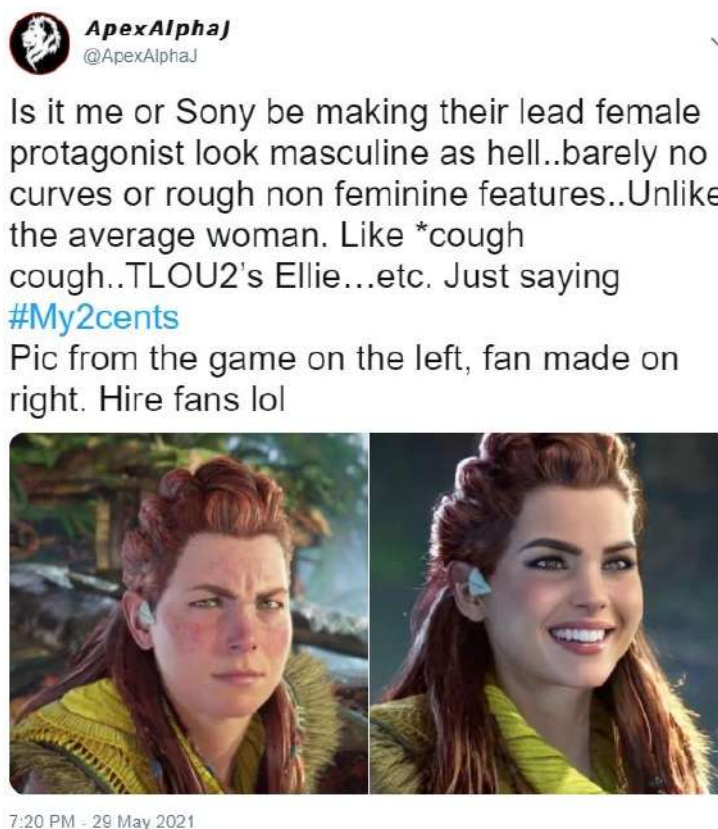 ApexAlphaJ
@ApexAlphaJ
Is it me or Sony be making their lead female
protagonist look masculine as hell..barely no
curves or rough non feminine features..Unlike
the average woman. Like *cough
cough..TLOU2's Ellie...etc. Just saying
#My2cents
Pic from the game on the left, fan made on
right. Hire fans lol
7:20 PM - 29 May 2021